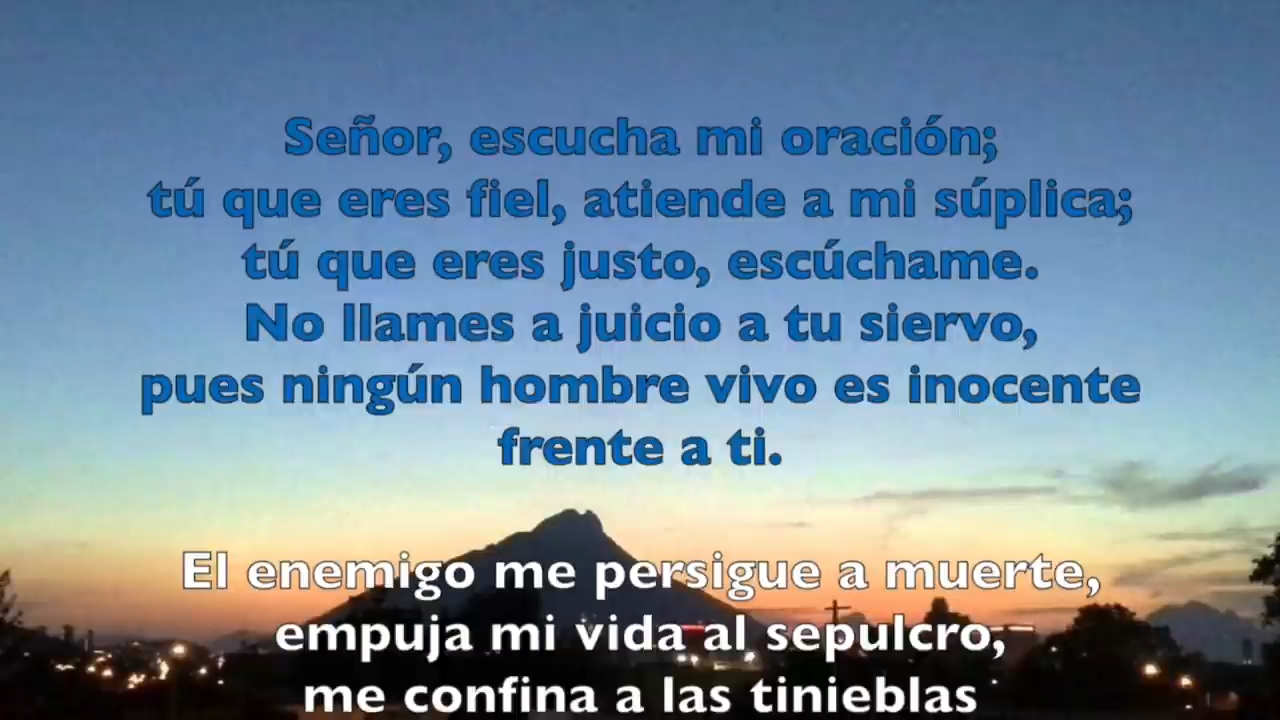 Señor, escucha mi oración;
tú que eres fiel, atiende a mi súplica;
tú que eres justo, escúchame.
No llames a juicio a tu siervo,
pues ningún hombre vivo es inocente
frente a ti.
El enemigo me persigue a muerte,
empuja mi vida al sepulcro,
me confina a las tinieblas